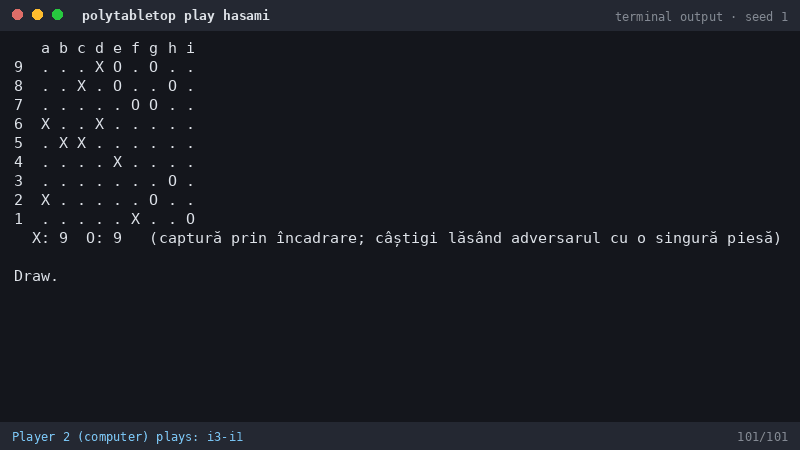 polytabletop play hasami
terminal output · seed 1
a b c d e f g h i
9 . . . X O . O . .
8 . . X . O . . O .
7 . . . . . O O . .
6 X . . X . . . . .
5 . X X . . . . . .
4 . . . . X . . . .
3 . . . . . . . O .
2 X . . . . . O . .
1 . . . . . X . . O
X: 9 O: 9 (captură prin încadrare; câștigi lăsând adversarul cu o singură piesă)
Draw.
Player 2 (computer) plays: i3-i1
101/101